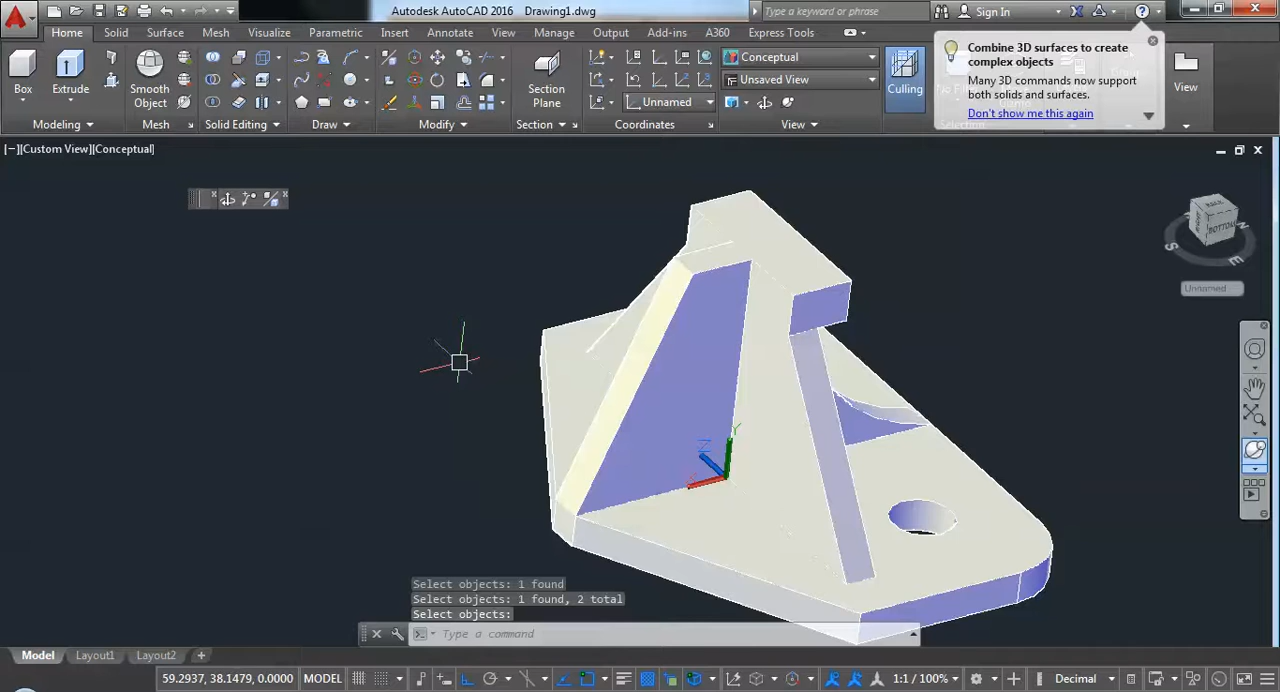 Autodesk AutoCAD 2016 Drawing1.dwg
Type a keyword or phrase
Sign In
Home Solid Surface Mesh Visualize Parametric Insert Annotate View Manage Output Add-ins A360 Express Tools
Box
Extrude
Smooth
Object
Section
Plane
Conceptual
Unsaved View
Unnamed
Culling
View
Modeling
Mesh
Solid Editing
Draw
Modify
Section
Coordinates
View
Combine 3D surfaces to create
complex objects
Many 3D commands now support
both solids and surfaces.
Don't show me this again
[−][Custom View][Conceptual]
BACK
BOTTOM
N
S
E
Unnamed
Y
Z
X
Select objects: 1 found
Select objects: 1 found, 2 total
Select objects:
Type a command
Model Layout1 Layout2 +
59.2937, 38.1479, 0.0000 MODEL 1:1 / 100% Decimal